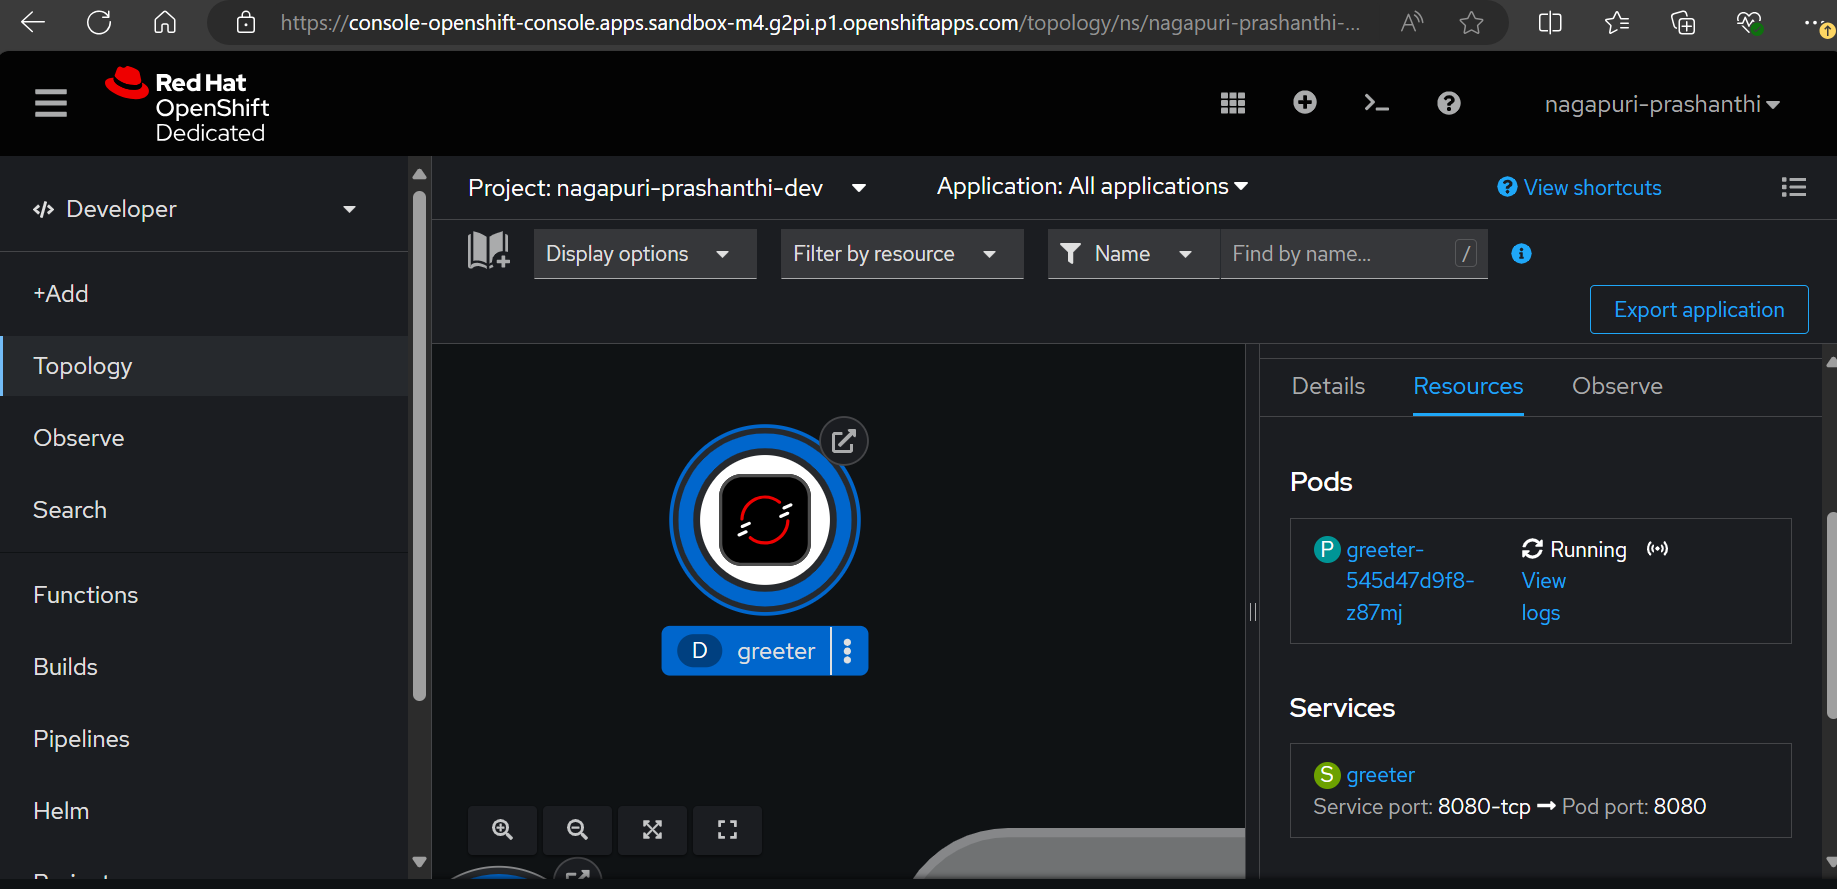 https://console-openshift-console.apps.sandbox-m4.g2pi.p1.openshiftapps.com/topology/ns/nagapuri-prashanthi-...
Red Hat
OpenShift
Dedicated
nagapuri-prashanthi
Developer
+Add
Topology
Observe
Search
Functions
Builds
Pipelines
Helm
Project: nagapuri-prashanthi-dev
Application: All applications
View shortcuts
Display options
Filter by resource
Name
Find by name...
/
Export application
D greeter
Details
Resources
Observe
Pods
P greeter-
545d47d9f8-
z87mj
Running
View
logs
Services
S greeter
Service port: 8080-tcp → Pod port: 8080